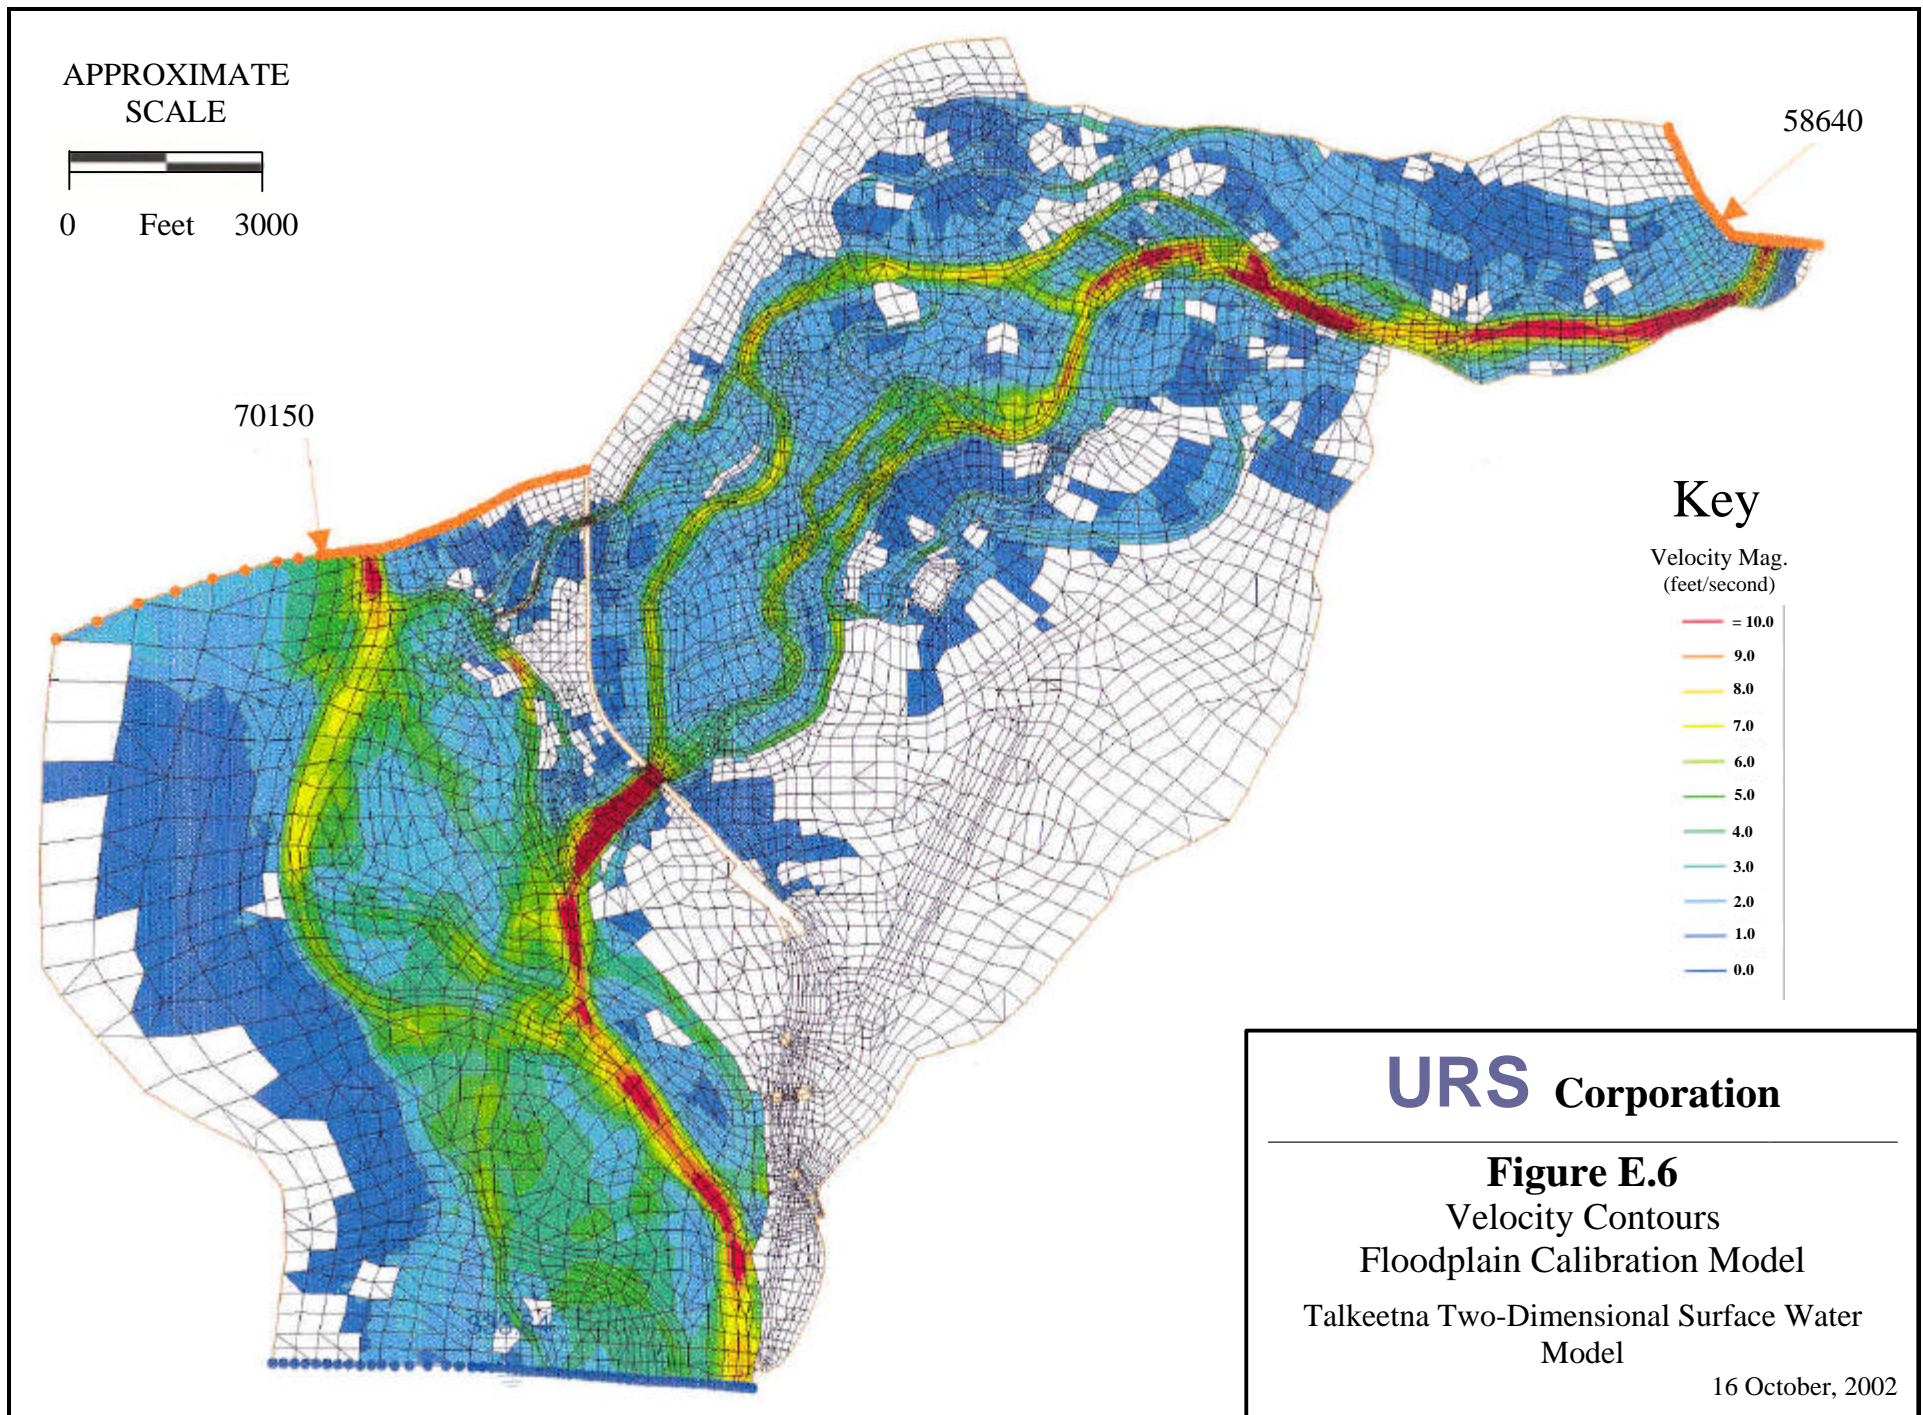 APPROXIMATE
SCALE
0 Feet 3000
58640
70150
Key
Velocity Mag.
(feet/second)
= 10.0
9.0
8.0
7.0
6.0
5.0
4.0
3.0
2.0
1.0
0.0
URS Corporation
Figure E.6
Velocity Contours
Floodplain Calibration Model
Talkeetna Two-Dimensional Surface Water
Model
16 October, 2002